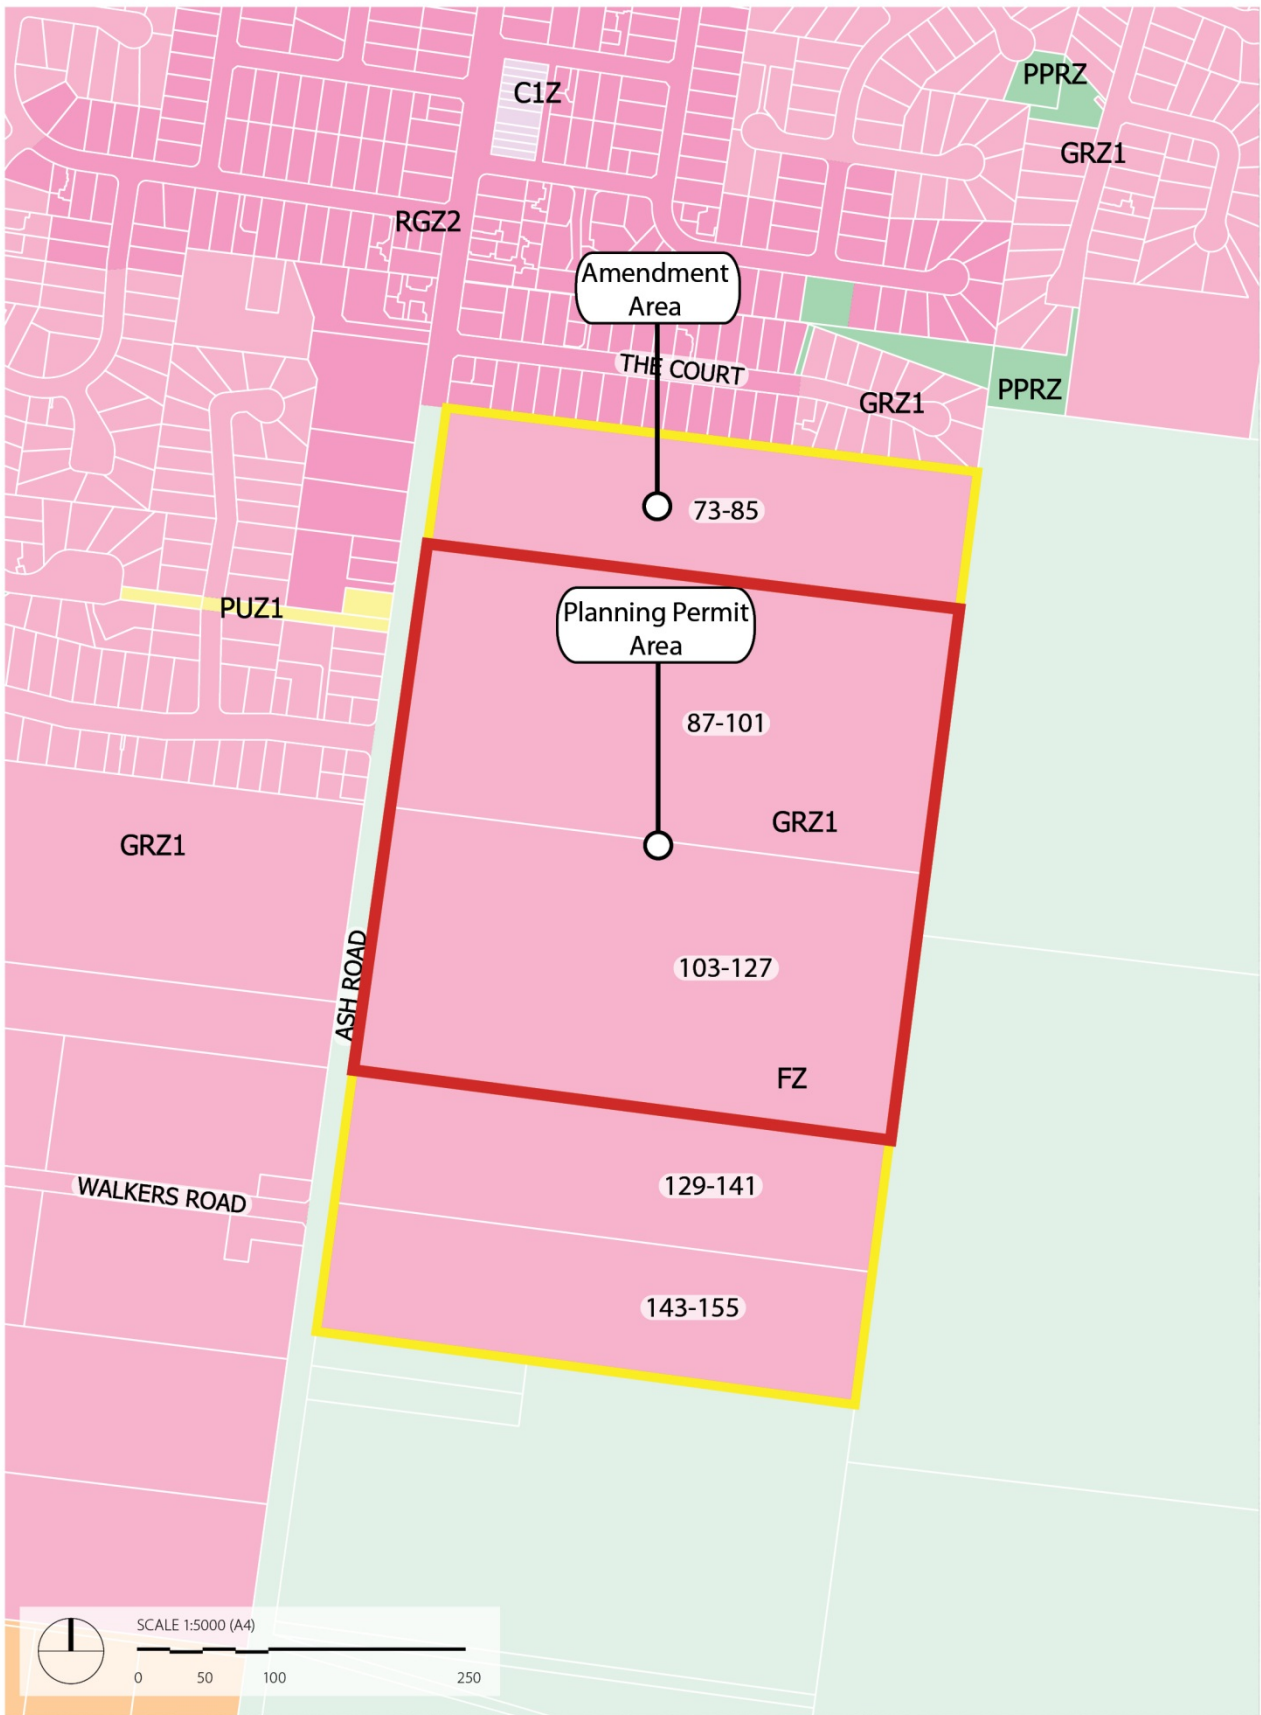 PPRZ
C1Z
GRZ1
RGZ2
Amendment
Area
THE COURT
PPRZ
GRZ1
73-85
PUZ1
Planning Permit
Area
87-101
GRZ1
GRZ1
103-127
ASH ROAD
FZ
129-141
WALKERS ROAD
143-155
SCALE 1:5000 (A4)
0 50 100 250